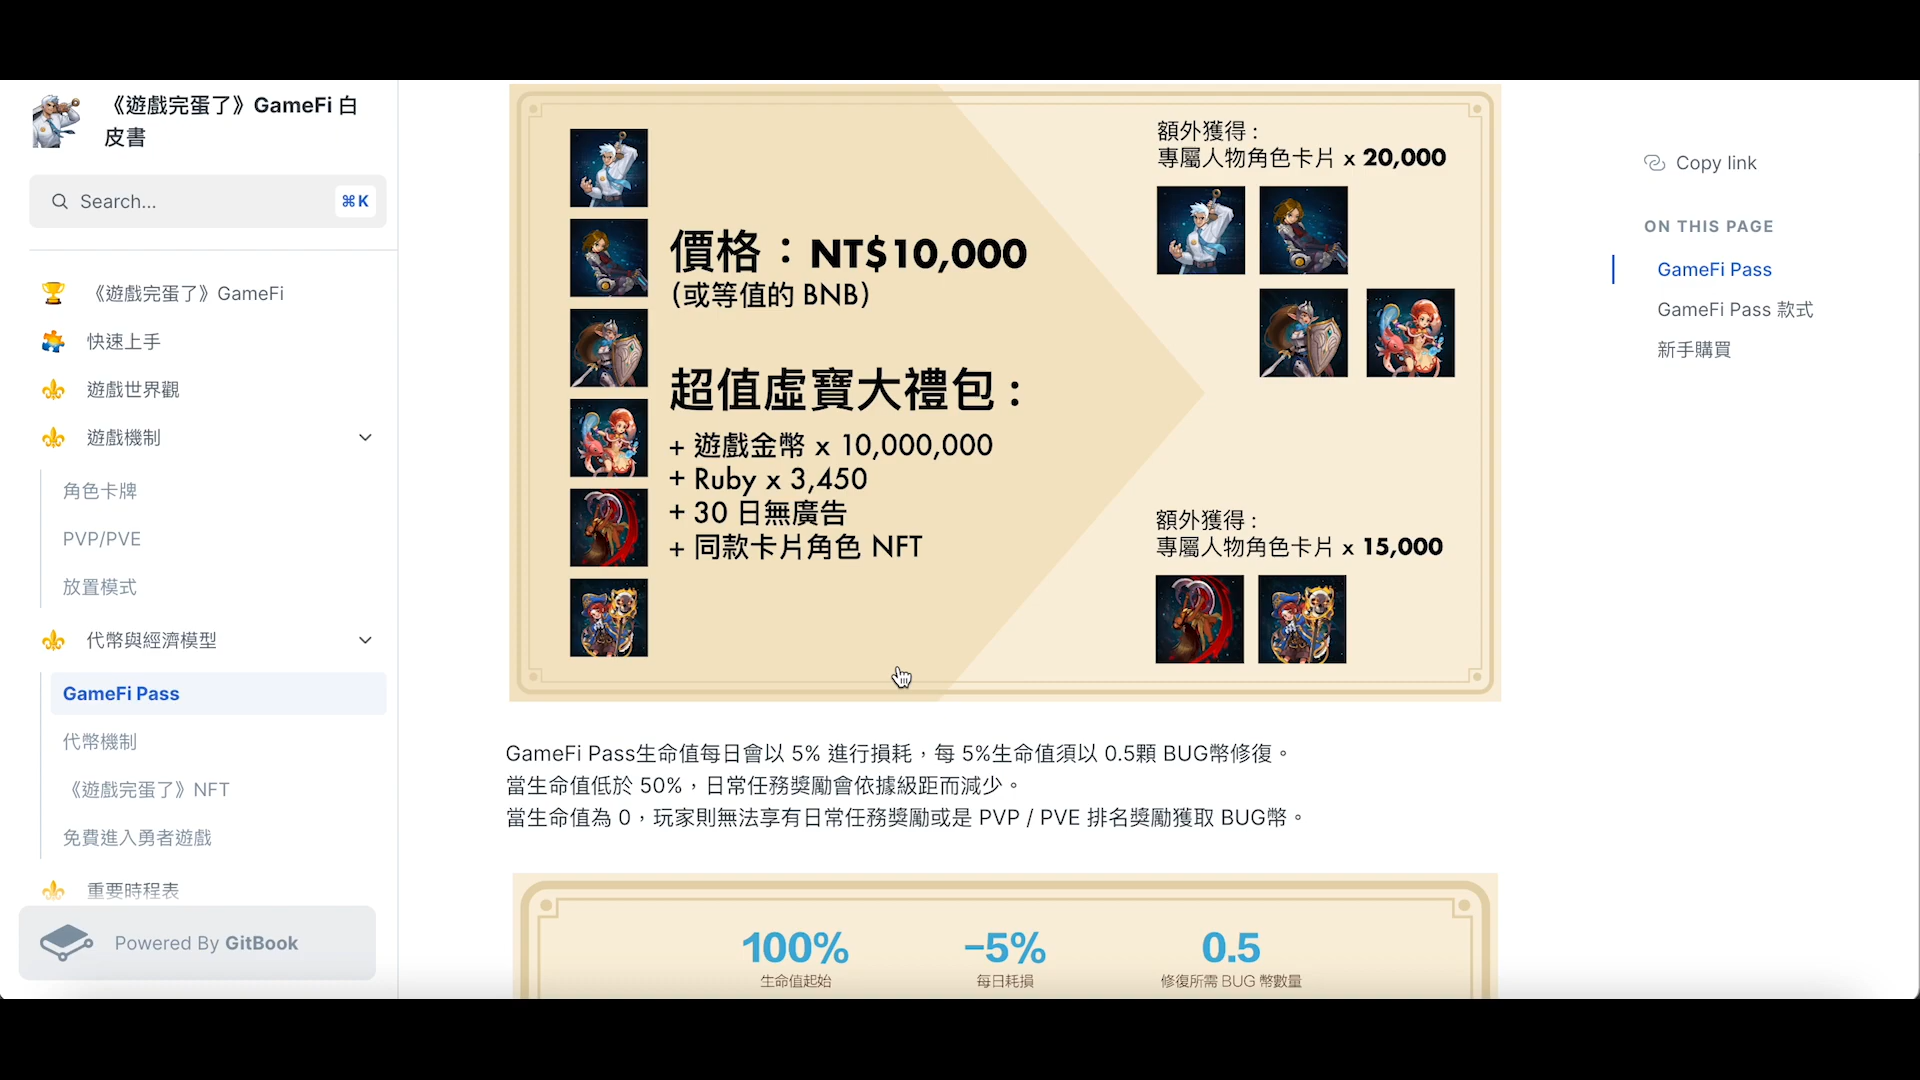 《遊戲完蛋了》GameFi 白
皮書
Search...
⌘K
《遊戲完蛋了》GameFi
快速上手
遊戲世界觀
遊戲機制
角色卡牌
PVP/PVE
放置模式
代幣與經濟模型
GameFi Pass
代幣機制
《遊戲完蛋了》NFT
免費進入勇者遊戲
重要時程表
Powered By GitBook
價格：NT$10,000
(或等值的 BNB)
超值虛寶大禮包：
+ 遊戲金幣 x 10,000,000
+ Ruby x 3,450
+ 30 日無廣告
+ 同款卡片角色 NFT
額外獲得：
專屬人物角色卡片 x 20,000
額外獲得：
專屬人物角色卡片 x 15,000
GameFi Pass生命值每日會以 5% 進行損耗，每 5%生命值須以 0.5顆 BUG幣修復。
當生命值低於 50%，日常任務獎勵會依據級距而減少。
當生命值為 0，玩家則無法享有日常任務獎勵或是 PVP / PVE 排名獎勵獲取 BUG幣。
100%
生命值起始
-5%
每日耗損
0.5
修復所需 BUG 幣數量
Copy link
ON THIS PAGE
GameFi Pass
GameFi Pass 款式
新手購買